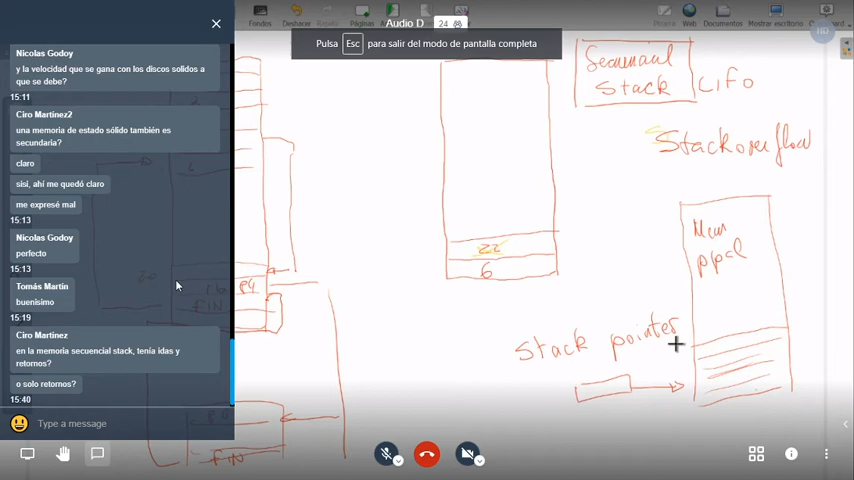 Fondos
Deshacer
Rehacer
Páginas
Pizarra
Web
Documentos
Mostrar escritorio
Audio D
24
Pulsa Esc para salir del modo de pantalla completa
Nicolas Godoy
y la velocidad que se gana con los discos solidos a
que se debe?
15:11
Ciro Martinez2
una memoria de estado sólido también es
secundaria?
claro
sisi, ahí me quedó claro
me expresé mal
15:13
Nicolas Godoy
perfecto
15:13
Tomás Martín
buenisimo
15:19
Ciro Martinez
en la memoria secuencial stack, tenía idas y
retornos?
o solo retornos?
15:40
Type a message
6
FIN
FIN
22
6
Secuencial
Stack
LIFO
Stackoverflow
Mem
ppal
Stack pointer